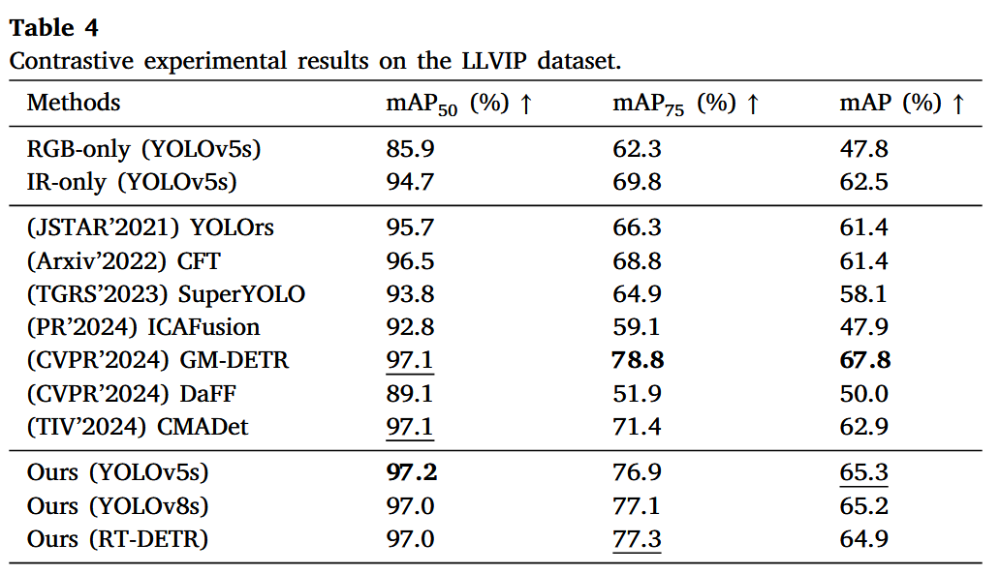 Table 4
Contrastive experimental results on the LLVIP dataset.
Methods mAP50 (%) ↑ mAP75 (%) ↑ mAP (%) ↑
RGB-only (YOLOv5s) 85.9 62.3 47.8
IR-only (YOLOv5s) 94.7 69.8 62.5
(JSTAR’2021) YOLOrs 95.7 66.3 61.4
(Arxiv’2022) CFT 96.5 68.8 61.4
(TGRS’2023) SuperYOLO 93.8 64.9 58.1
(PR’2024) ICAFusion 92.8 59.1 47.9
(CVPR’2024) GM-DETR 97.1 78.8 67.8
(CVPR’2024) DaFF 89.1 51.9 50.0
(TIV’2024) CMADet 97.1 71.4 62.9
Ours (YOLOv5s) 97.2 76.9 65.3
Ours (YOLOv8s) 97.0 77.1 65.2
Ours (RT-DETR) 97.0 77.3 64.9